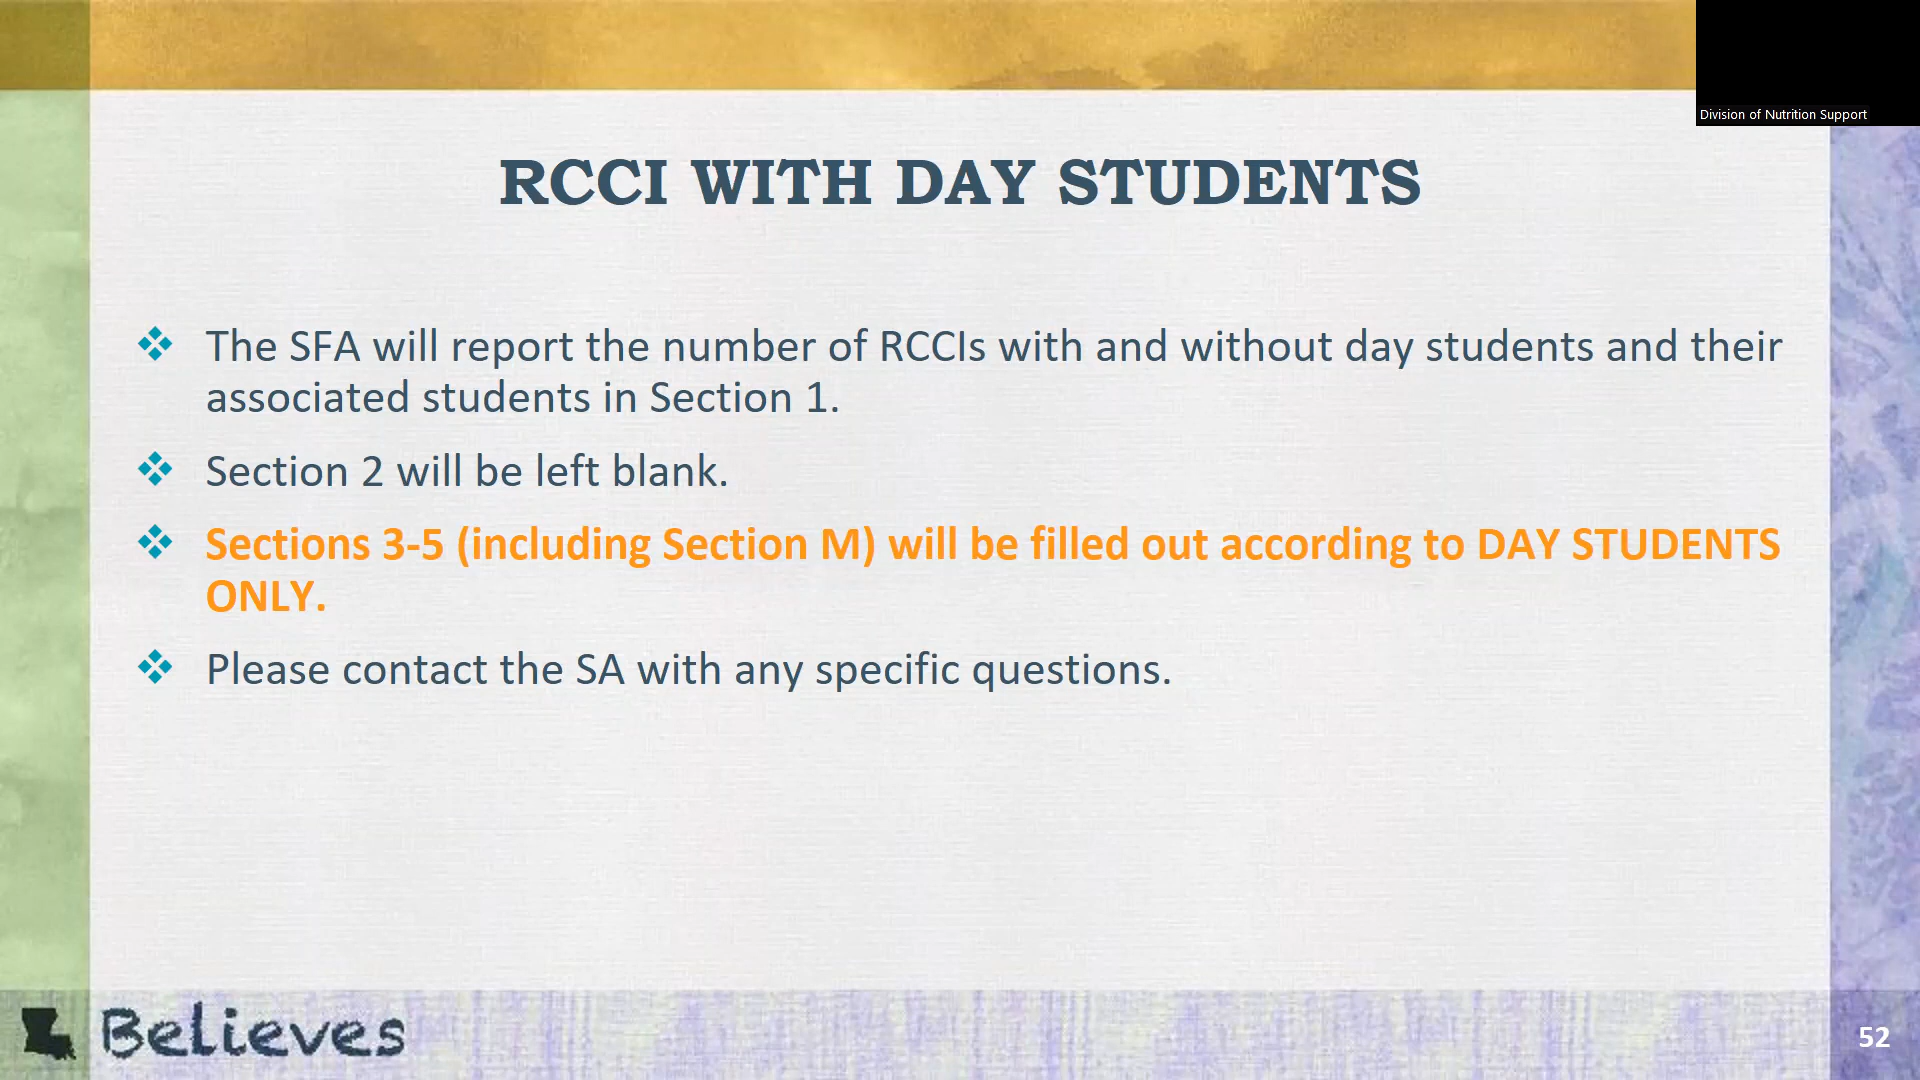 Division of Nutrition Support
RCCI WITH DAY STUDENTS
❖ The SFA will report the number of RCCIs with and without day students and their
associated students in Section 1.
❖ Section 2 will be left blank.
❖ Sections 3-5 (including Section M) will be filled out according to DAY STUDENTS
ONLY.
❖ Please contact the SA with any specific questions.
Believes
52